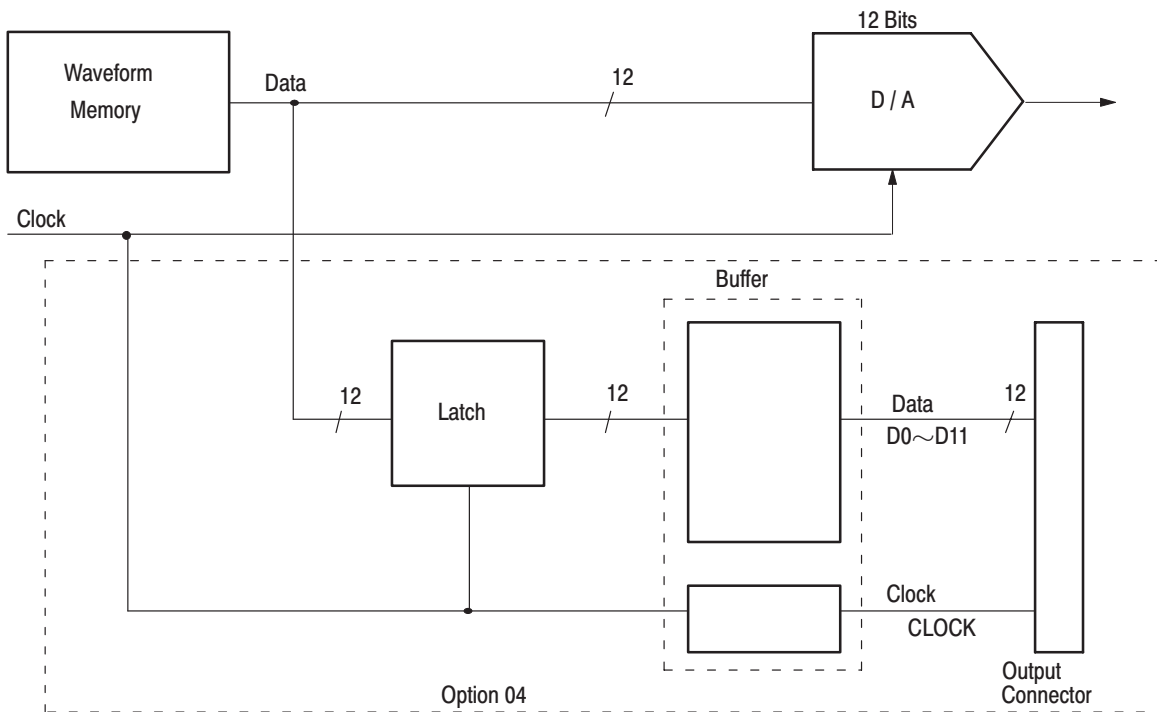 12 Bits
Waveform
Memory
Data
12
D / A
Clock
Buffer
12
Latch
12
Data
D0～D11
12
Clock
CLOCK
Option 04
Output
Connector